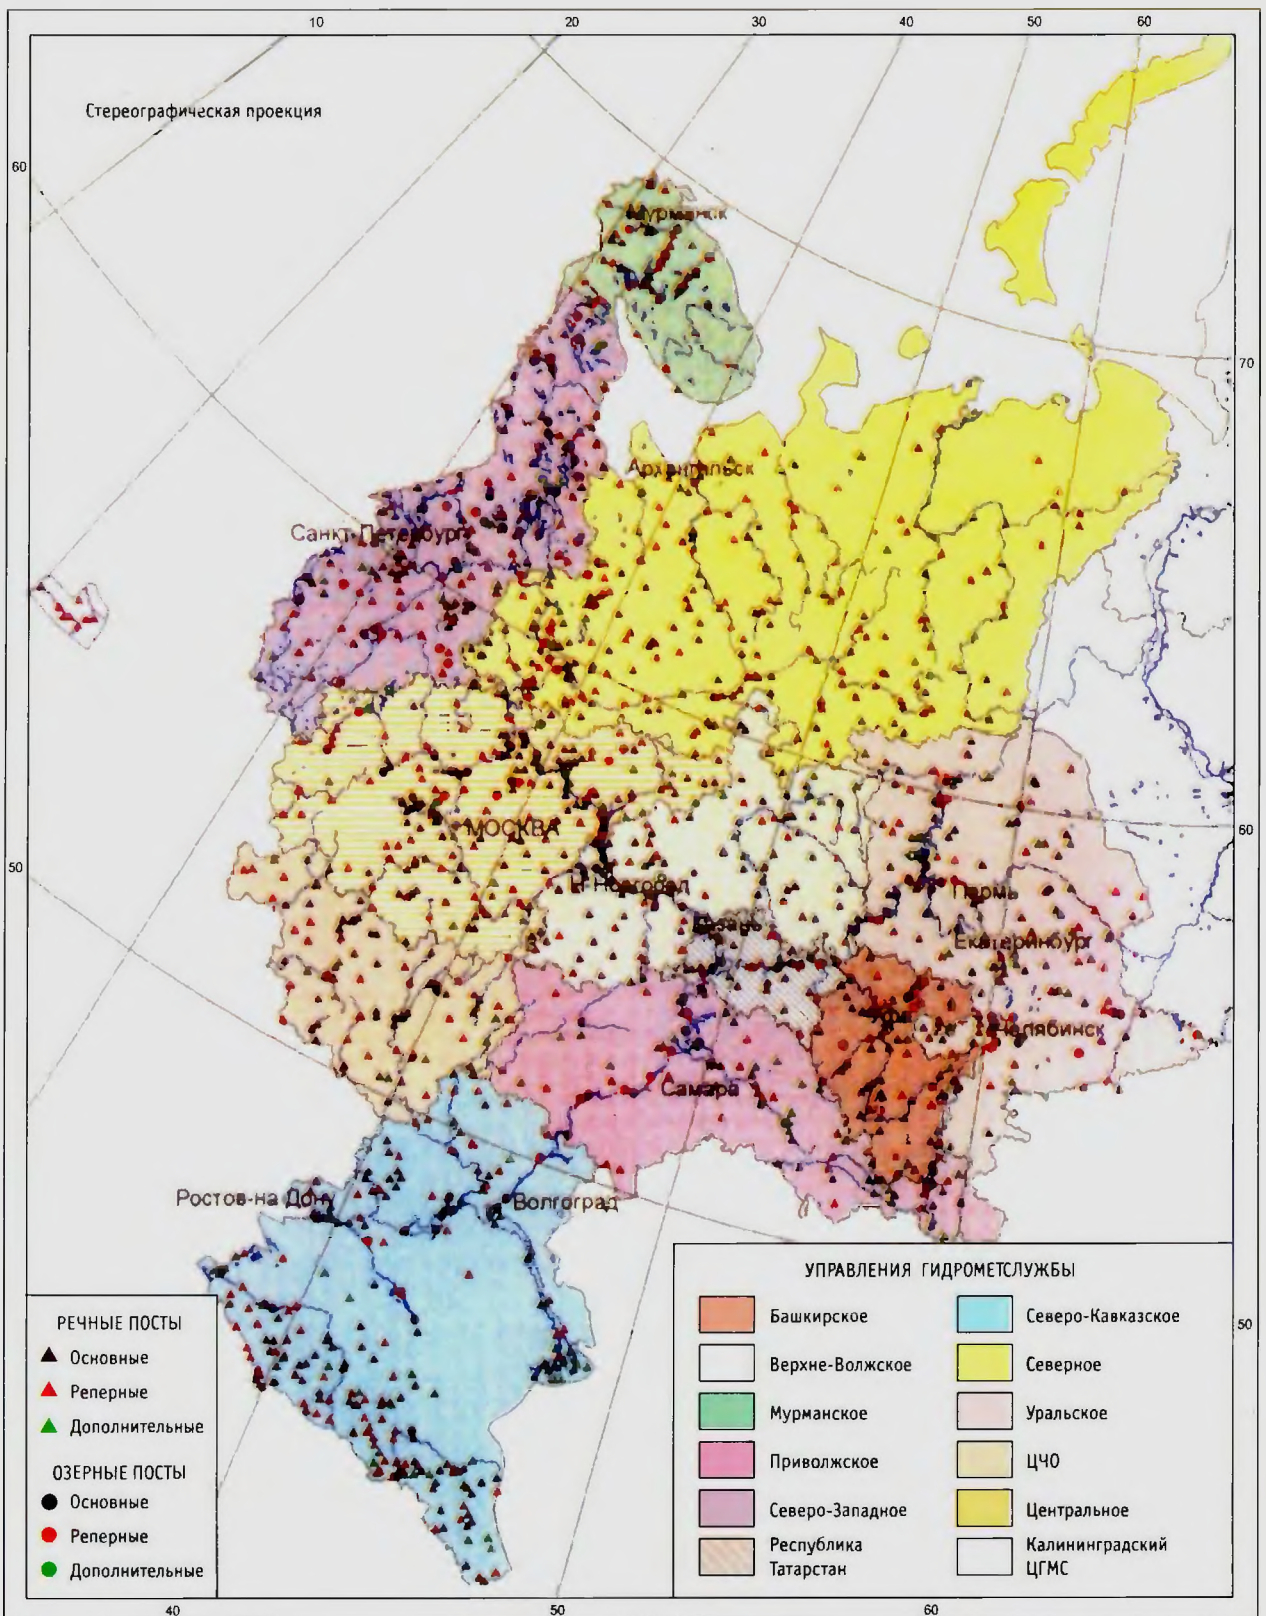 10 20 30 40 50 60
Стереографическая проекция
60
Мурманск
70
Архангельск
Санкт-Петербург
МОСКВА
60
50
Н Новгород
Пермь
Казань
Екатеринбург
Уфа
Челябинск
Самара
Ростов-на Дону
Волгоград
УПРАВЛЕНИЯ ГИДРОМЕТСЛУЖБЫ
Башкирское
Северо-Кавказское
50
Верхне-Волжское
Северное
Мурманское
Уральское
Приволжское
ЦЧО
Северо-Западное
Центральное
Республика
Татарстан
Калининградский
ЦГМС
РЕЧНЫЕ ПОСТЫ
Основные
Реперные
Дополнительные
ОЗЕРНЫЕ ПОСТЫ
Основные
Реперные
Дополнительные
40 50 60